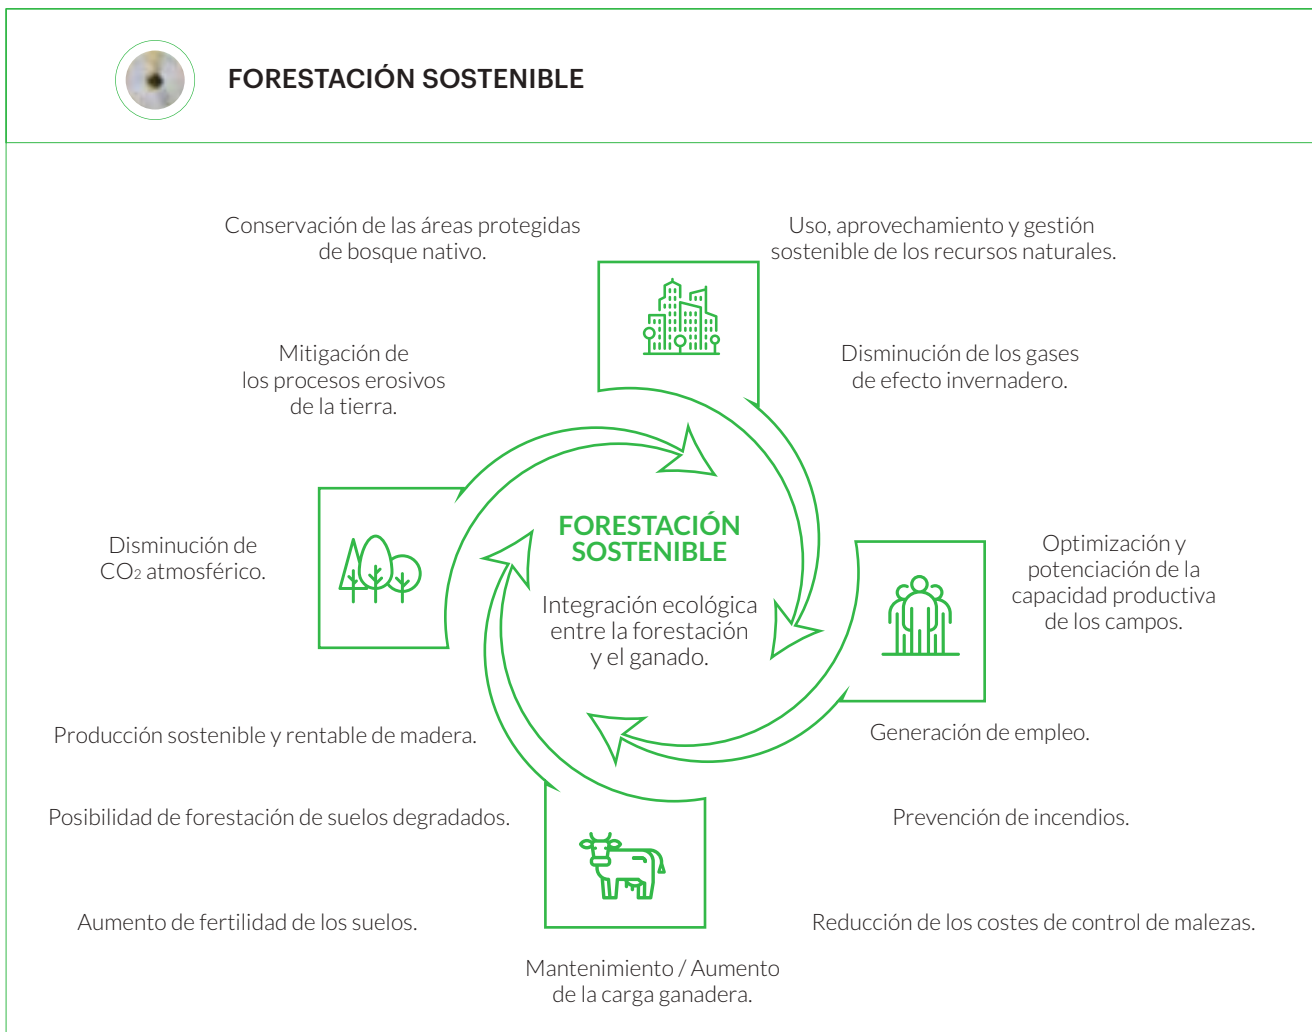 FORESTACIÓN SOSTENIBLE
Conservación de las áreas protegidas
de bosque nativo.
Uso, aprovechamiento y gestión
sostenible de los recursos naturales.
Mitigación de
los procesos erosivos
de la tierra.
Disminución de los gases
de efecto invernadero.
Disminución de
CO₂ atmosférico.
FORESTACIÓN
SOSTENIBLE
Integración ecológica
entre la forestación
y el ganado.
Optimización y
potenciación de la
capacidad productiva
de los campos.
Producción sostenible y rentable de madera.
Generación de empleo.
Posibilidad de forestación de suelos degradados.
Prevención de incendios.
Aumento de fertilidad de los suelos.
Reducción de los costes de control de malezas.
Mantenimiento / Aumento
de la carga ganadera.